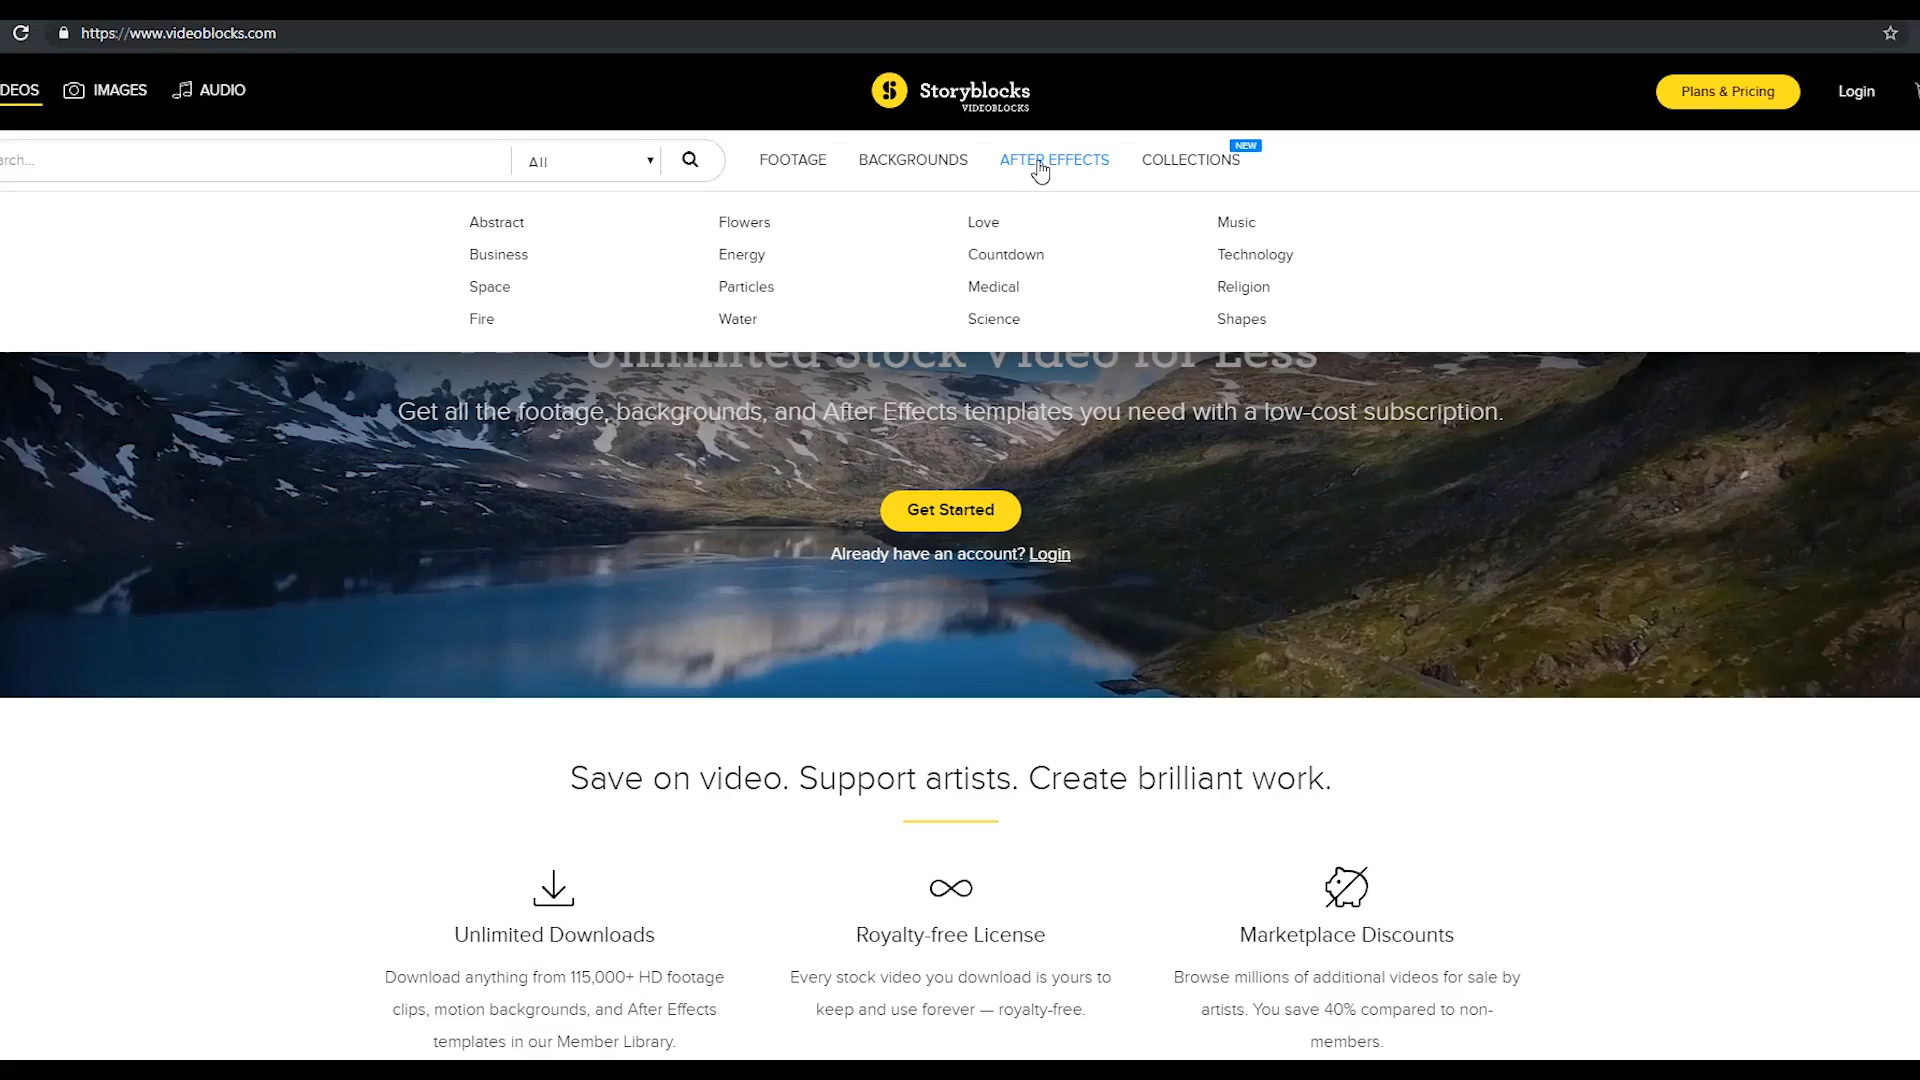 https://www.videoblocks.com
DEOS
IMAGES
AUDIO
Storyblocks
VIDEOBLOCKS
Plans & Pricing
Login
arch...
All
FOOTAGE
BACKGROUNDS
AFTER EFFECTS
COLLECTIONS
NEW
Abstract
Flowers
Love
Music
Business
Energy
Countdown
Technology
Space
Particles
Medical
Religion
Fire
Water
Science
Shapes
Unlimited Stock Video for Less
Get all the footage, backgrounds, and After Effects templates you need with a low-cost subscription.
Get Started
Already have an account? Login
Save on video. Support artists. Create brilliant work.
Unlimited Downloads
Download anything from 115,000+ HD footage
clips, motion backgrounds, and After Effects
templates in our Member Library.
Royalty-free License
Every stock video you download is yours to
keep and use forever — royalty-free.
Marketplace Discounts
Browse millions of additional videos for sale by
artists. You save 40% compared to non-
members.